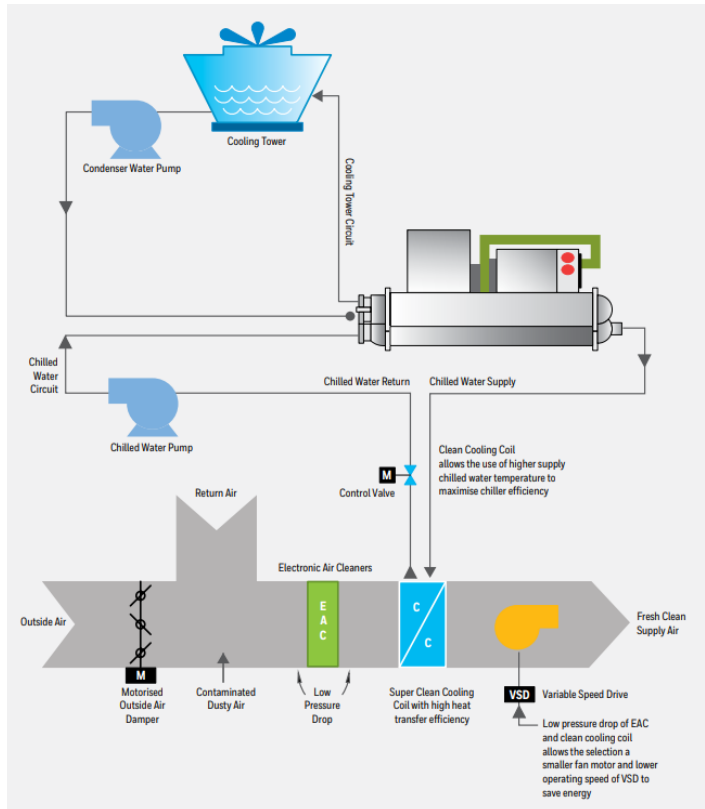 Cooling Tower
Condenser Water Pump
Cooling Tower Circuit
Chilled
Water
Circuit
Chilled Water Return
Chilled Water Supply
Chilled Water Pump
Clean Cooling Coil
allows the use of higher supply
chilled water temperature to
maximise chiller efficiency
M
Control Valve
Return Air
Electronic Air Cleaners
Outside Air
E
A
C
C
C
Fresh Clean
Supply Air
M
Motorised
Outside Air
Damper
Contaminated
Dusty Air
Low
Pressure
Drop
Super Clean Cooling
Coil with high heat
transfer efficiency
VSD
Variable Speed Drive
Low pressure drop of EAC
and clean cooling coil
allows the selection a
smaller fan motor and lower
operating speed of VSD to
save energy